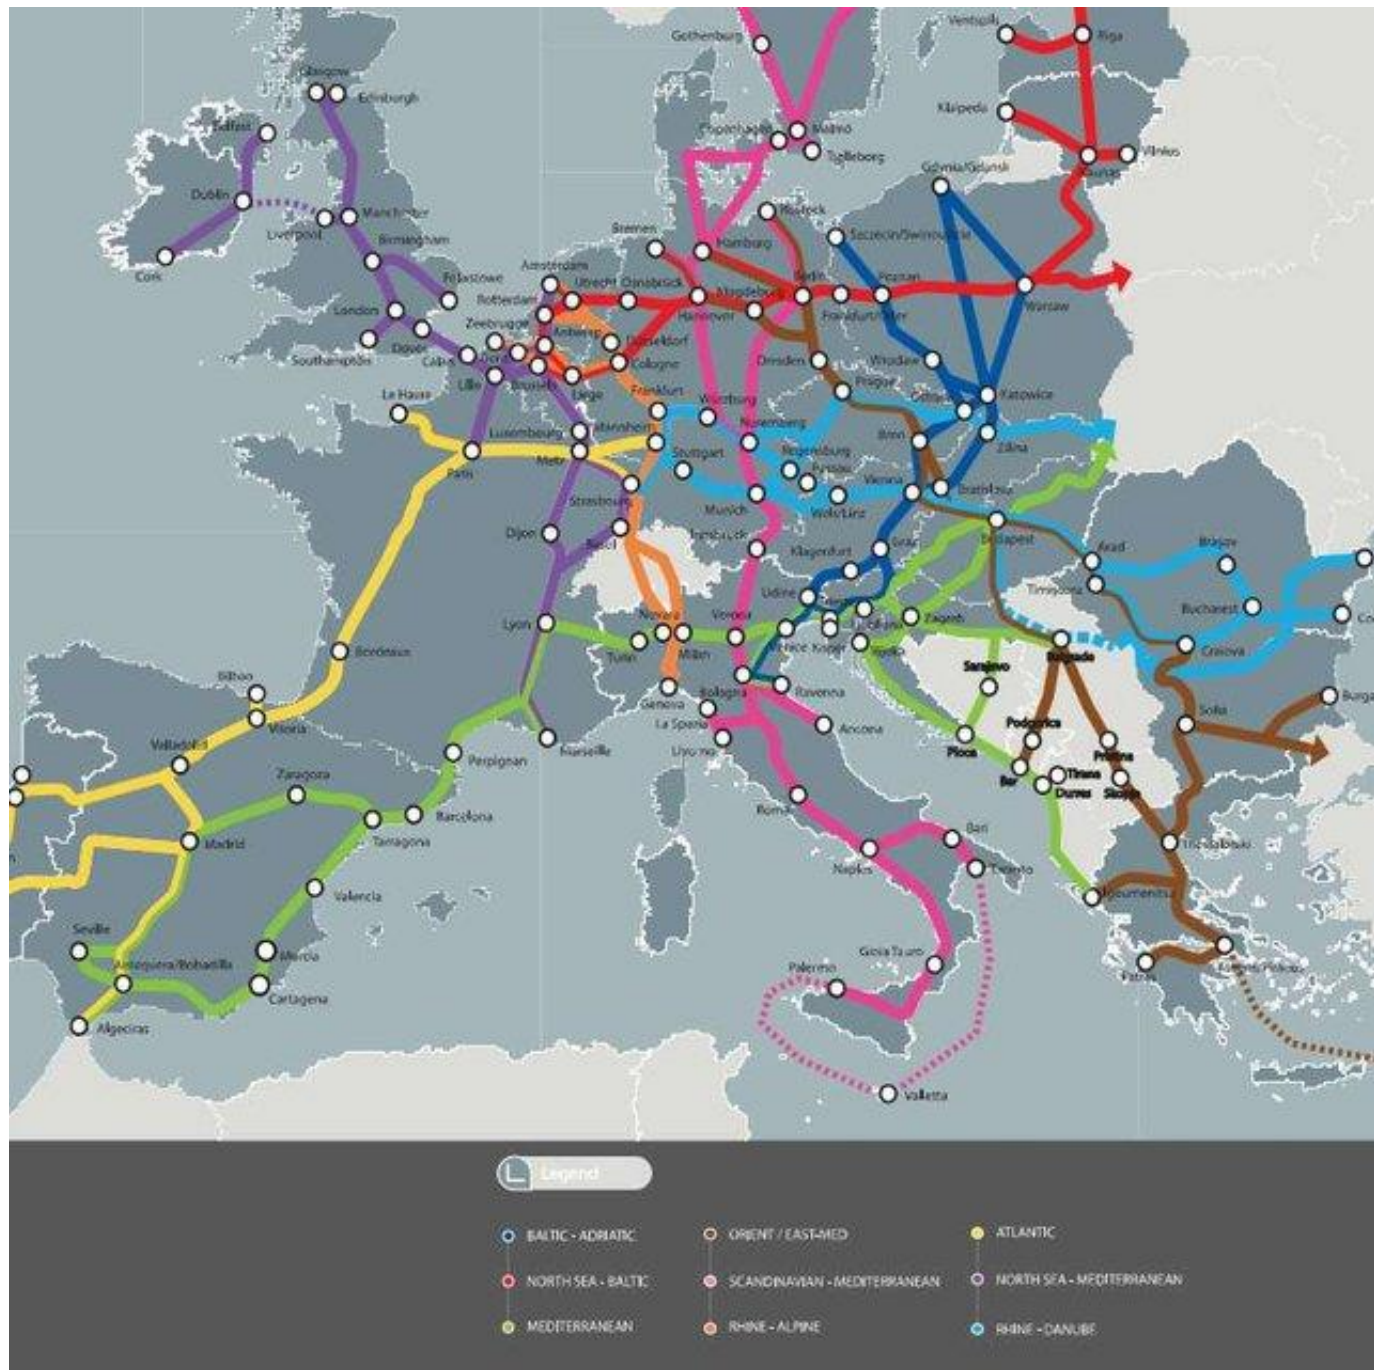 Ventspils
Riga
Gothenburg
Glasgow
Edinburgh
Klaipeda
Belfast
Copenhagen
Malmö
Trelleborg
Vilnius
Kaunas
Gdynia/Gdansk
Dublin
Manchester
Liverpool
Rostock
Bremen
Hamburg
Szczecin/Swinoujscie
Birmingham
Cork
Amsterdam
Felixstowe
Utrecht
Osnabrück
Berlin
Poznan
Rotterdam
Magdeburg
London
Hannover
Frankfurt/Oder
Warsaw
Zeebrugge
Antwerp
Düsseldorf
Southampton
Dover
Calais
Cologne
Dresden
Wroclaw
Lille
Brussels
Liège
Frankfurt
Prague
Le Havre
Würzburg
Ostrava
Katowice
Luxembourg
Mannheim
Nuremberg
Brno
Metz
Stuttgart
Regensburg
Žilina
Paris
Paris
Passau
Vienna
Bratislava
Strasbourg
Munich
Wels/Linz
Dijon
Basel
Innsbruck
Klagenfurt
Graz
Budapest
Arad
Brasov
Udine
Timisoara
Bucharest
Lyon
Novara
Verona
Ljubljana
Zagreb
Turin
Milan
Venice
Koper
Rijeka
Belgrade
Craiova
Bordeaux
Sarajevo
Bilbao
Genova
Bologna
Ravenna
Burgas
Vitoria
La Spezia
Ancona
Podgorica
Sofia
Valladolid
Marseille
Livorno
Ploce
Pristina
Perpignan
Zaragoza
Bar
Tirana
Durres
Skopje
Roma
Barcelona
Tarragona
Madrid
Bari
Thessaloniki
Naples
Taranto
Igoumenitsa
Valencia
Seville
Murcia
Gioia Tauro
Antequera/Bobadilla
Palermo
Patras
Cartagena
Algeciras
Valletta
Legend
BALTIC - ADRIATIC
ORIENT / EAST-MED
ATLANTIC
NORTH SEA - BALTIC
SCANDINAVIAN - MEDITERRANEAN
NORTH SEA - MEDITERRANEAN
MEDITERRANEAN
RHINE - ALPINE
RHINE - DANUBE